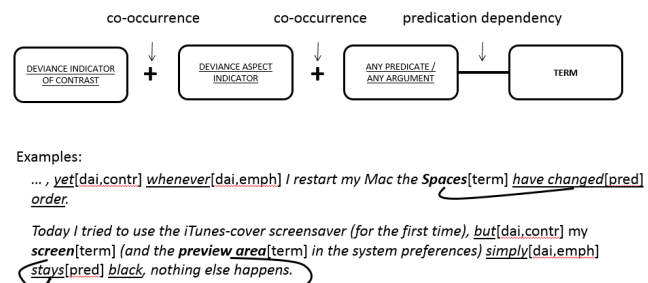 co-occurrence co-occurrence predication dependency
DEVIANCE INDICATOR OF CONTRAST + DEVIANCE ASPECT INDICATOR + ANY PREDICATE / ANY ARGUMENT TERM
Examples:
... , yet[dai,contr] whenever[dai,emph] I restart my Mac the Spaces[term] have changed[pred]
order.
Today I tried to use the iTunes-cover screensaver (for the first time), but[dai,contr] my
screen[term] (and the preview area[term] in the system preferences) simply[dai,emph]
stays[pred] black, nothing else happens.